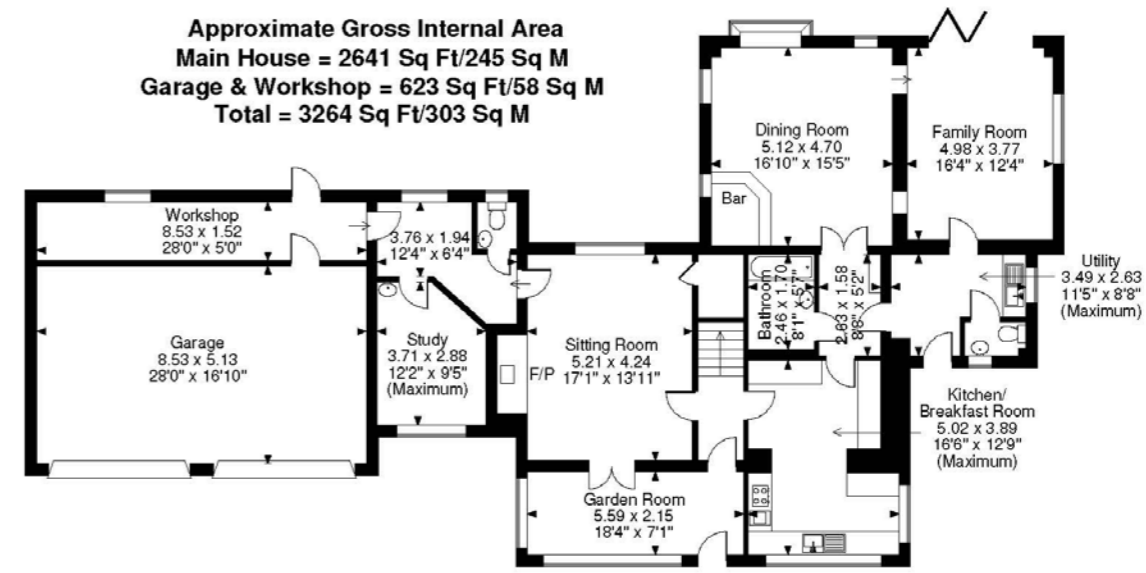 Approximate Gross Internal Area
Main House = 2641 Sq Ft/245 Sq M
Garage & Workshop = 623 Sq Ft/58 Sq M
Total = 3264 Sq Ft/303 Sq M
Dining Room
5.12 x 4.70
16'10" x 15'5"
Bar
Family Room
4.98 x 3.77
16'4" x 12'4"
Workshop
8.53 x 1.52
28'0" x 5'0"
3.76 x 1.94
12'4" x 6'4"
Utility
3.49 x 2.63
11'5" x 8'8"
(Maximum)
Bathroom
2.46 x 1.70
8'1" x 5'7"
2.63 x 1.58
8'8" x 5'2"
Garage
8.53 x 5.13
28'0" x 16'10"
Study
3.71 x 2.88
12'2" x 9'5"
(Maximum)
F/P
Sitting Room
5.21 x 4.24
17'1" x 13'11"
Kitchen/
Breakfast Room
5.02 x 3.89
16'6" x 12'9"
(Maximum)
Garden Room
5.59 x 2.15
18'4" x 7'1"